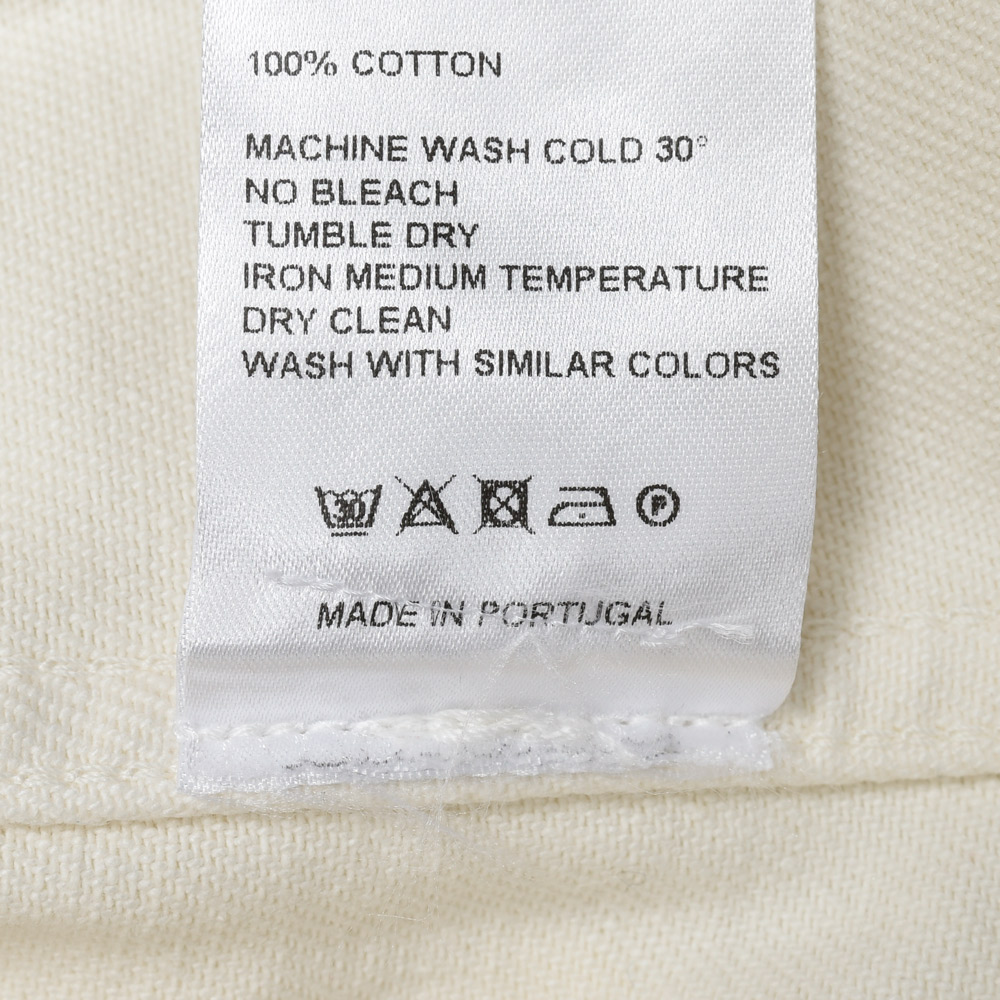 100% COTTON
MACHINE WASH COLD 30°
NO BLEACH
TUMBLE DRY
IRON MEDIUM TEMPERATURE
DRY CLEAN
WASH WITH SIMILAR COLORS
30 P
MADE IN PORTUGAL